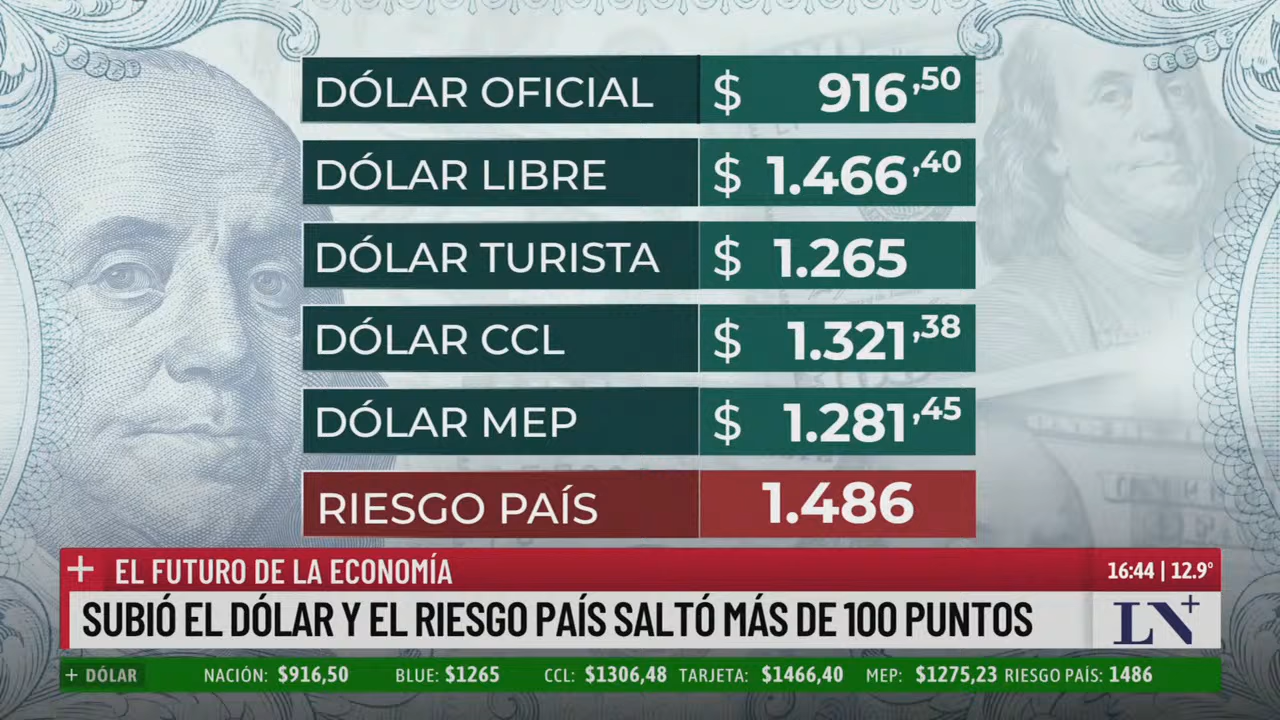 DÓLAR OFICIAL $ 916,50
DÓLAR LIBRE $ 1.466,40
DÓLAR TURISTA $ 1.265
DÓLAR CCL $ 1.321,38
DÓLAR MEP $ 1.281,45
RIESGO PAÍS 1.486
+ EL FUTURO DE LA ECONOMÍA 16:44 | 12.9°
SUBIÓ EL DÓLAR Y EL RIESGO PAÍS SALTÓ MÁS DE 100 PUNTOS LN+
+ DÓLAR NACIÓN: $916,50 BLUE: $1265 CCL: $1306,48 TARJETA: $1466,40 MEP: $1275,23 RIESGO PAÍS: 1486